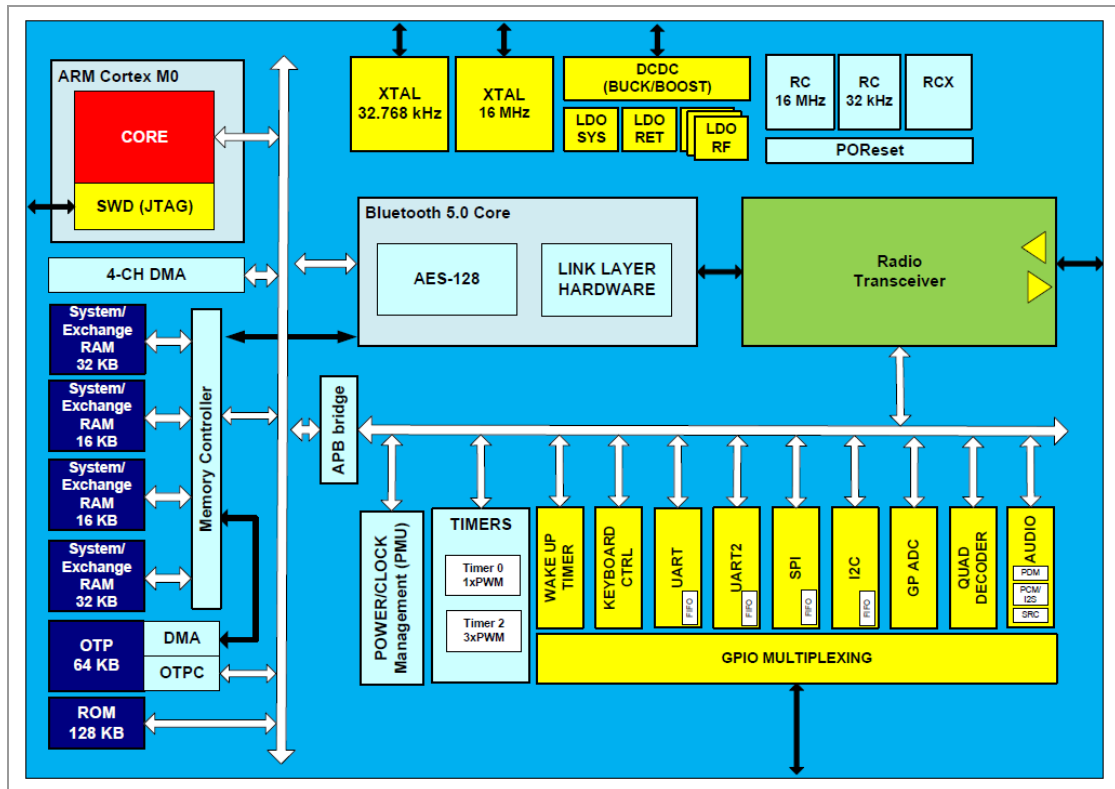 ARM Cortex M0
CORE
SWD (JTAG)
XTAL
32.768 kHz
XTAL
16 MHz
DCDC
(BUCK/BOOST)
LDO
SYS
LDO
RET
LDO
RF
RC
16 MHz
RC
32 kHz
RCX
POReset
4-CH DMA
Bluetooth 5.0 Core
AES-128
LINK LAYER
HARDWARE
Radio
Transceiver
System/
Exchange
RAM
32 KB
System/
Exchange
RAM
16 KB
System/
Exchange
RAM
16 KB
System/
Exchange
RAM
32 KB
Memory Controller
OTP
64 KB
DMA
OTPC
ROM
128 KB
APB bridge
POWER/CLOCK
Management (PMU)
TIMERS
Timer 0
1xPWM
Timer 2
3xPWM
WAKE UP
TIMER
KEYBOARD
CTRL
UART
FIFO
UART2
FIFO
SPI
FIFO
I2C
FIFO
GP ADC
QUAD
DECODER
AUDIO
PDM
PCM/
I2S
SRC
GPIO MULTIPLEXING